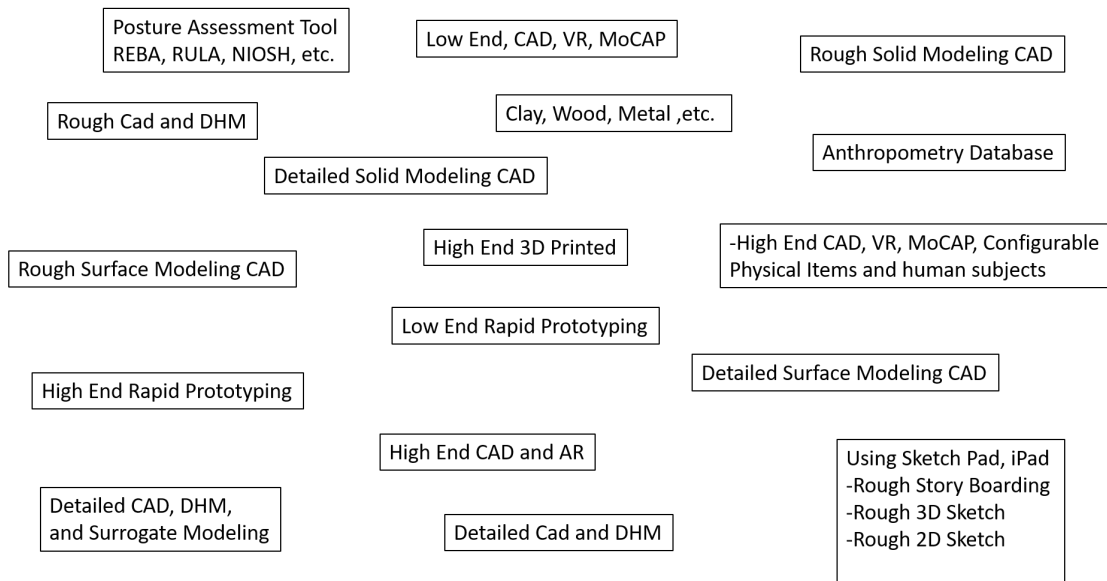 Posture Assessment Tool
REBA, RULA, NIOSH, etc.
Low End, CAD, VR, MoCAP
Rough Solid Modeling CAD
Rough Cad and DHM
Clay, Wood, Metal ,etc.
Anthropometry Database
Detailed Solid Modeling CAD
High End 3D Printed
-High End CAD, VR, MoCAP, Configurable
Physical Items and human subjects
Rough Surface Modeling CAD
Low End Rapid Prototyping
Detailed Surface Modeling CAD
High End Rapid Prototyping
High End CAD and AR
Using Sketch Pad, iPad
-Rough Story Boarding
-Rough 3D Sketch
-Rough 2D Sketch
Detailed CAD, DHM,
and Surrogate Modeling
Detailed Cad and DHM